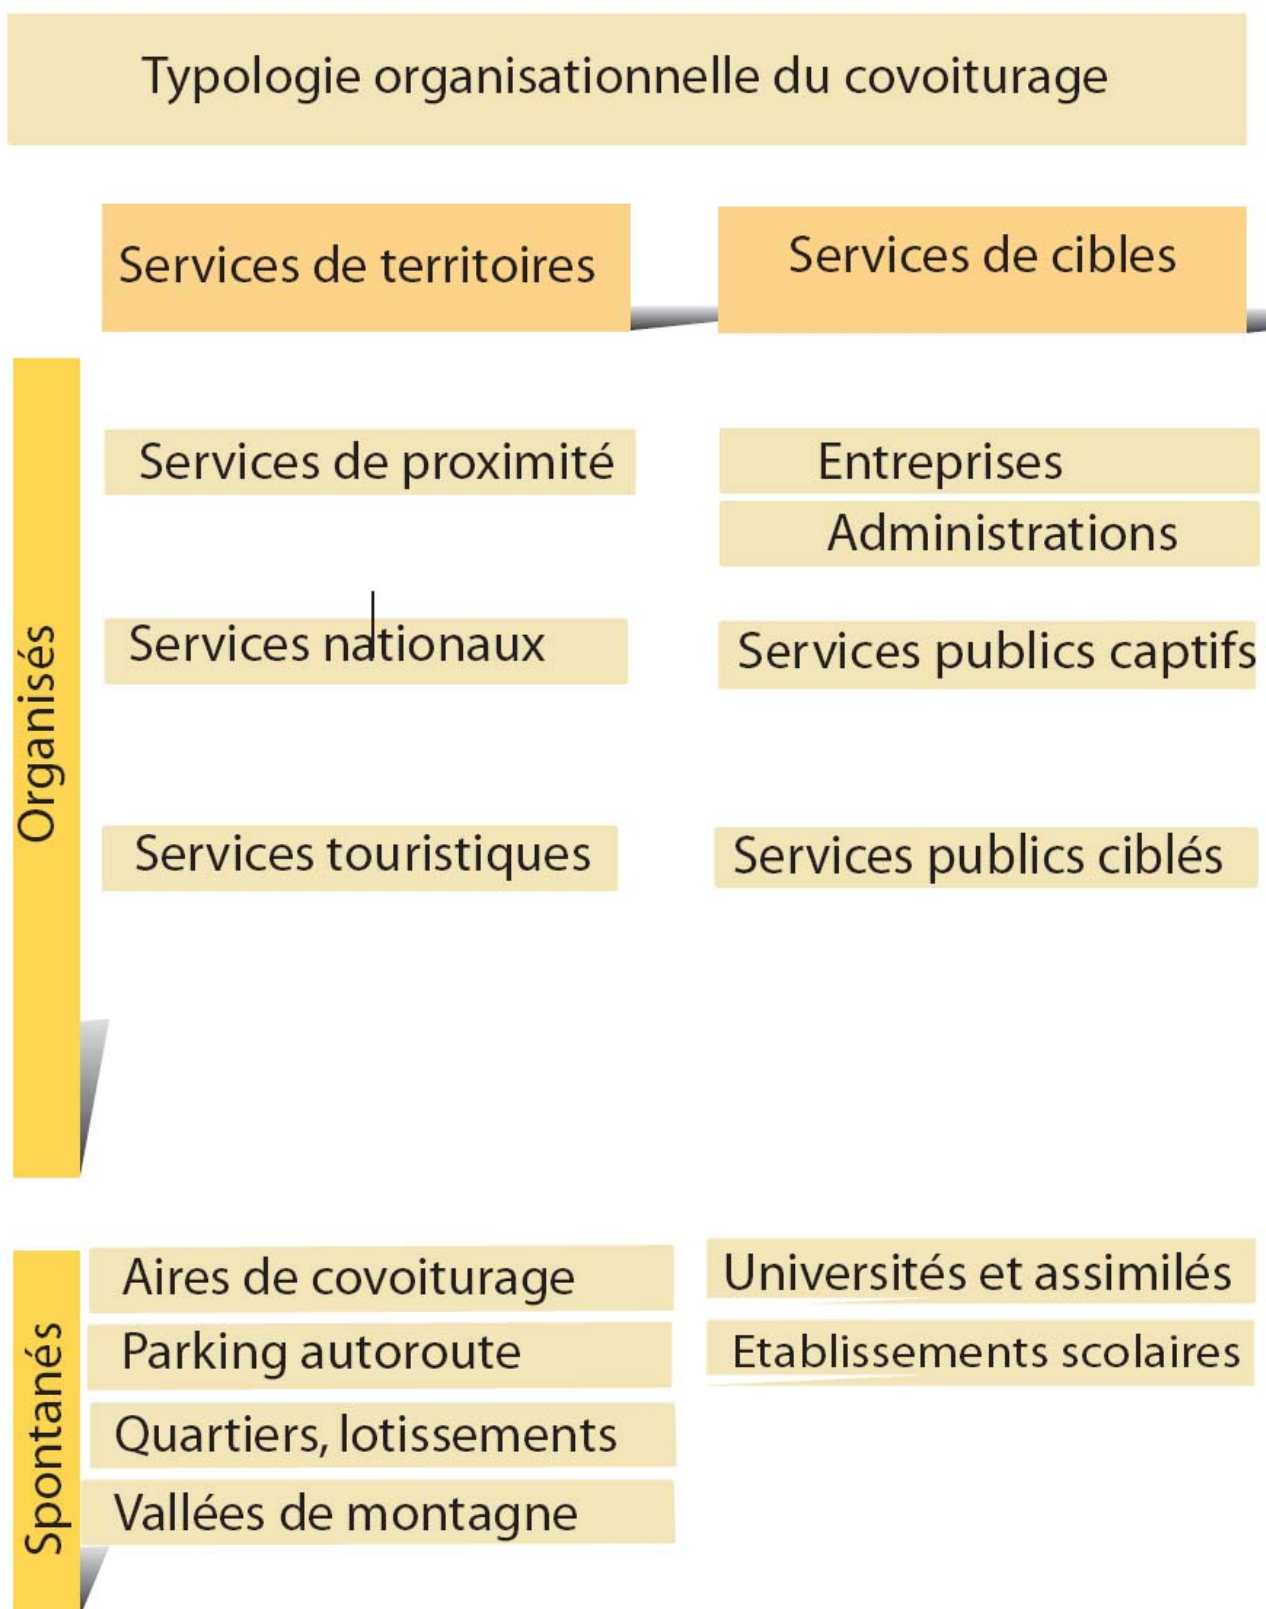 Typologie organisationnelle du covoiturage
Services de territoires
Services de cibles
Organisés
Services de proximité
Entreprises
Administrations
Services nationaux
Services publics captifs
Services touristiques
Services publics ciblés
Spontanés
Aires de covoiturage
Universités et assimilés
Parking autoroute
Etablissements scolaires
Quartiers, lotissements
Vallées de montagne